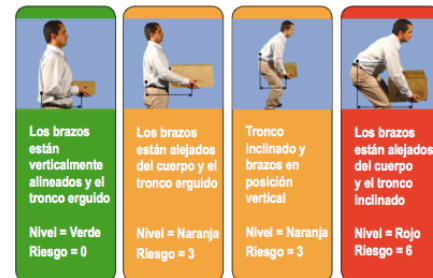 Los brazos
están
verticalmente
alineados y el
tronco erguido
Nivel = Verde
Riesgo = 0
Los brazos
están alejados
del cuerpo y el
tronco erguido
Nivel = Naranja
Riesgo = 3
Tronco
inclinado y
brazos en
posición
vertical
Nivel = Naranja
Riesgo = 3
Los brazos
están alejados
del cuerpo
y el tronco
inclinado
Nivel = Rojo
Riesgo = 6